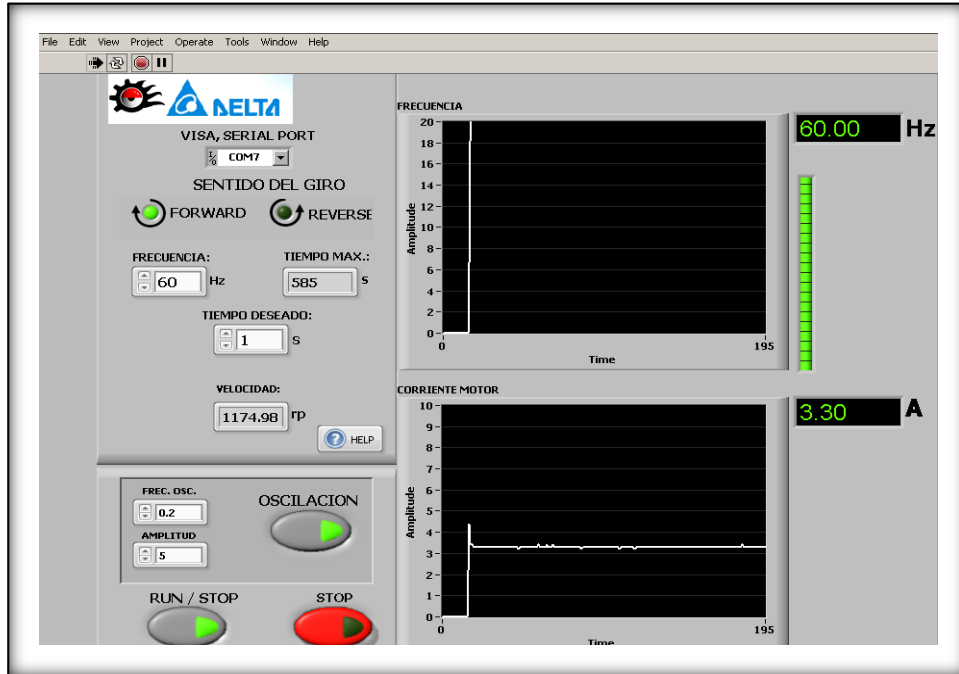 File Edit View Project Operate Tools Window Help
DELTA
VISA, SERIAL PORT
I/O COM7
SENTIDO DEL GIRO
FORWARD REVERSE
FRECUENCIA: TIEMPO MAX.:
60 Hz 585 s
TIEMPO DESEADO:
1 s
VELOCIDAD:
1174.98 rp
HELP
FREC. OSC.
0.2
OSCILACION
AMPLITUD
5
RUN / STOP STOP
FRECUENCIA
Amplitude
20
18
16
14
12
10
8
6
4
2
0
0 195
Time
60.00 Hz
CORRIENTE MOTOR
Amplitude
10
9
8
7
6
5
4
3
2
1
0
0 195
Time
3.30 A